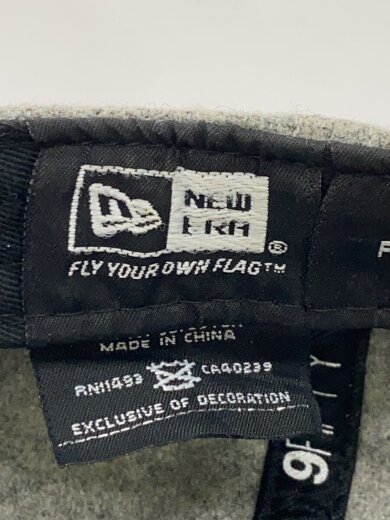 NEW
ERA®
FLY YOUR OWN FLAG™
MADE IN CHINA
RN11493 CA40239
EXCLUSIVE OF DECORATION
9FIFTY